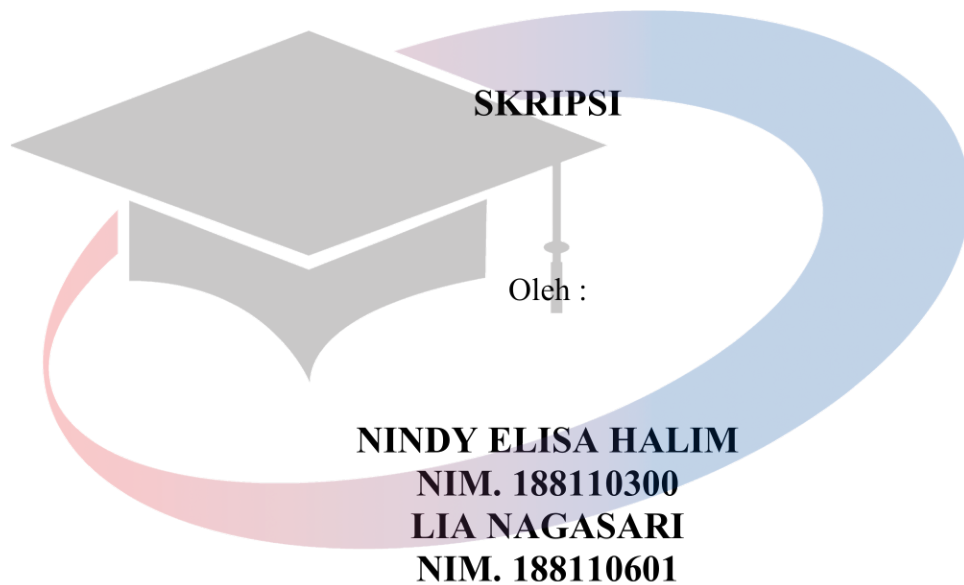 SKRIPSI
Oleh :
NINDY ELISA HALIM
NIM. 188110300
LIA NAGASARI
NIM. 188110601